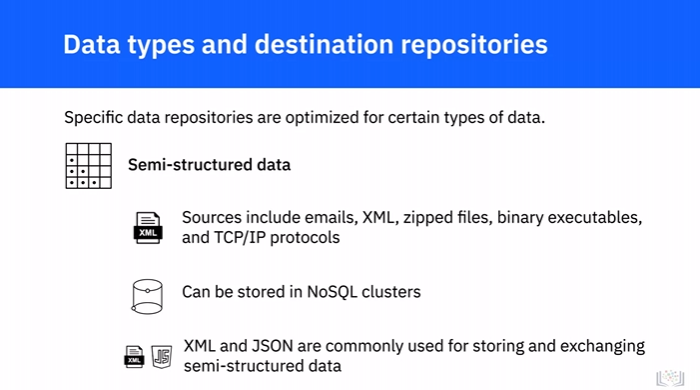 Data types and destination repositories
Specific data repositories are optimized for certain types of data.
Semi-structured data
XML
Sources include emails, XML, zipped files, binary executables,
and TCP/IP protocols
Can be stored in NoSQL clusters
XML
JS
XML and JSON are commonly used for storing and exchanging
semi-structured data